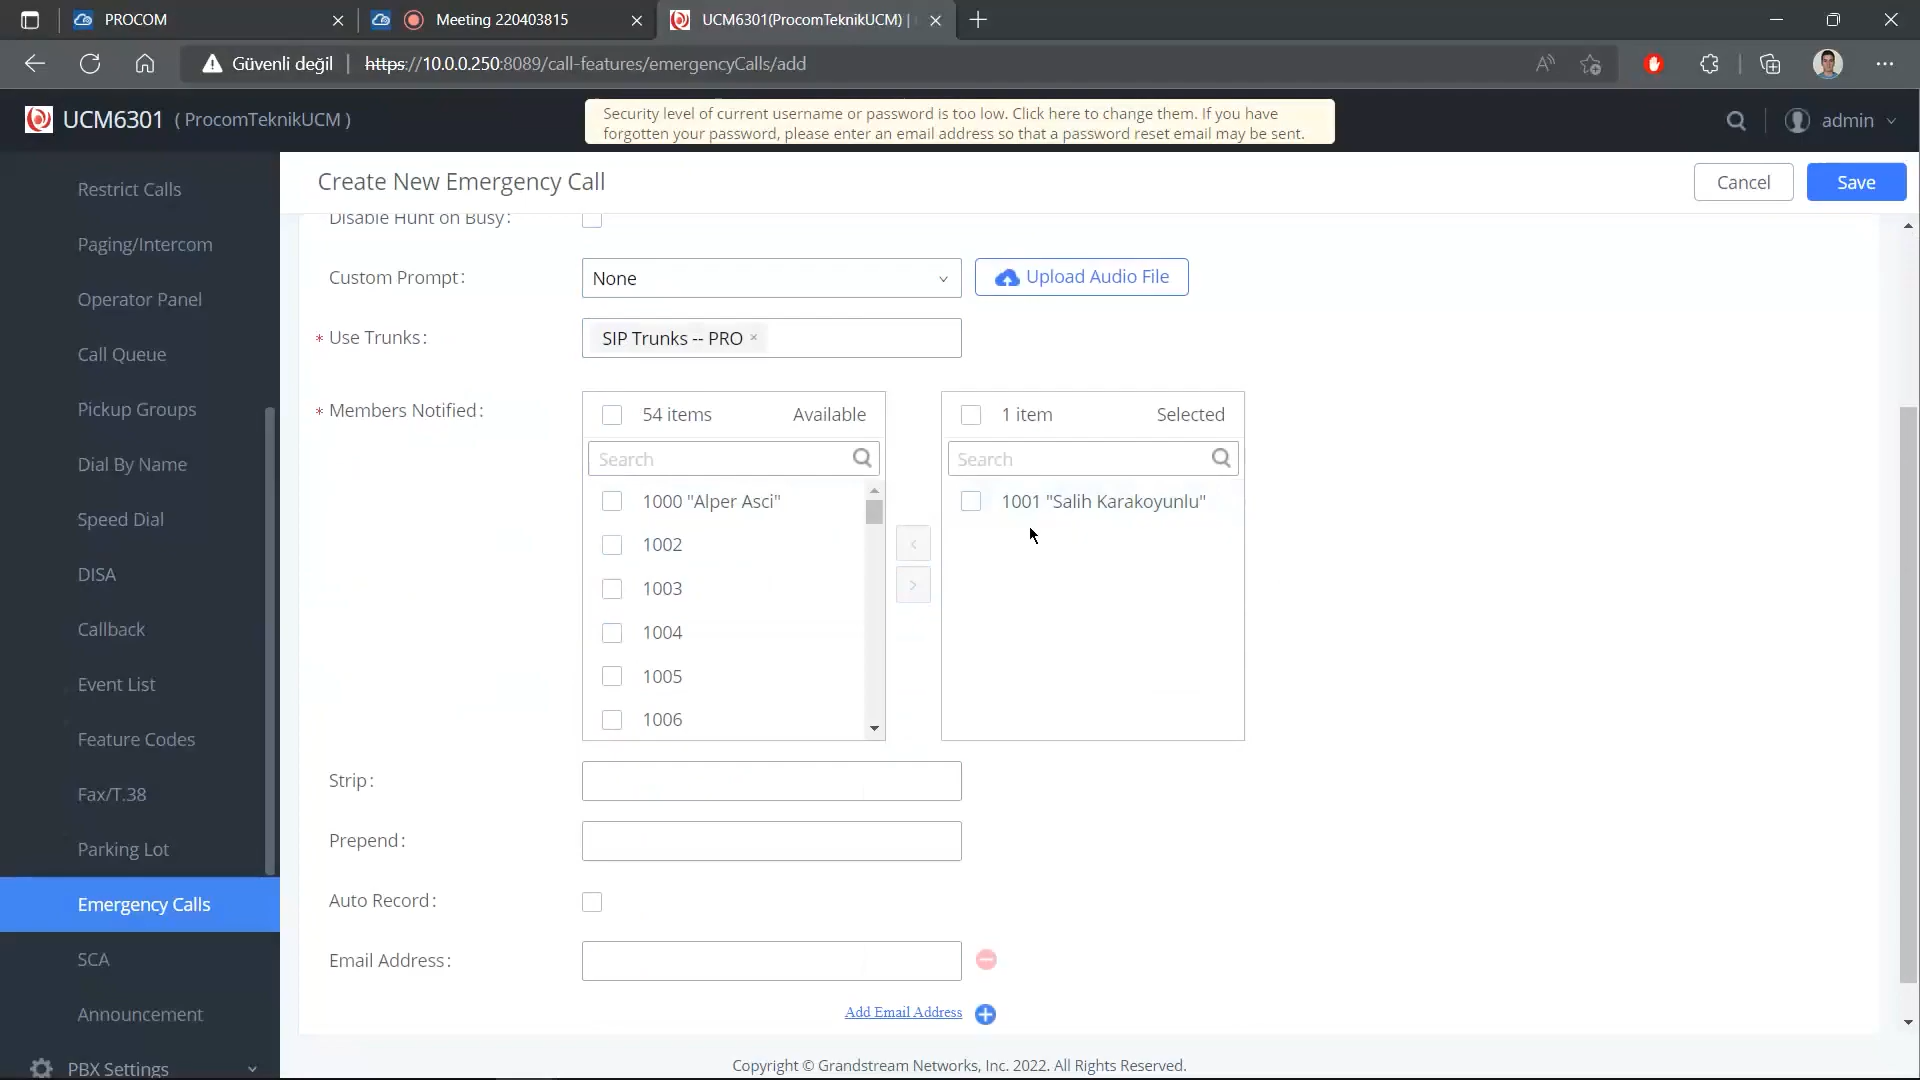 PROCOM
Meeting 220403815
UCM6301(ProcomTeknikUCM) |
Güvenli değil
https://10.0.0.250:8089/call-features/emergencyCalls/add
UCM6301 ( ProcomTeknikUCM )
Security level of current username or password is too low. Click here to change them. If you have
forgotten your password, please enter an email address so that a password reset email may be sent.
admin
Restrict Calls
Paging/Intercom
Operator Panel
Call Queue
Pickup Groups
Dial By Name
Speed Dial
DISA
Callback
Event List
Feature Codes
Fax/T.38
Parking Lot
Emergency Calls
SCA
Announcement
PBX Settings
Create New Emergency Call
Cancel
Save
Disable Hunt on Busy:
Custom Prompt:
None
Upload Audio File
* Use Trunks:
SIP Trunks -- PRO ×
* Members Notified:
54 items
Available
Search
1000 "Alper Asci"
1002
1003
1004
1005
1006
1 item
Selected
Search
1001 "Salih Karakoyunlu"
Strip:
Prepend:
Auto Record:
Email Address:
Add Email Address
Copyright © Grandstream Networks, Inc. 2022. All Rights Reserved.